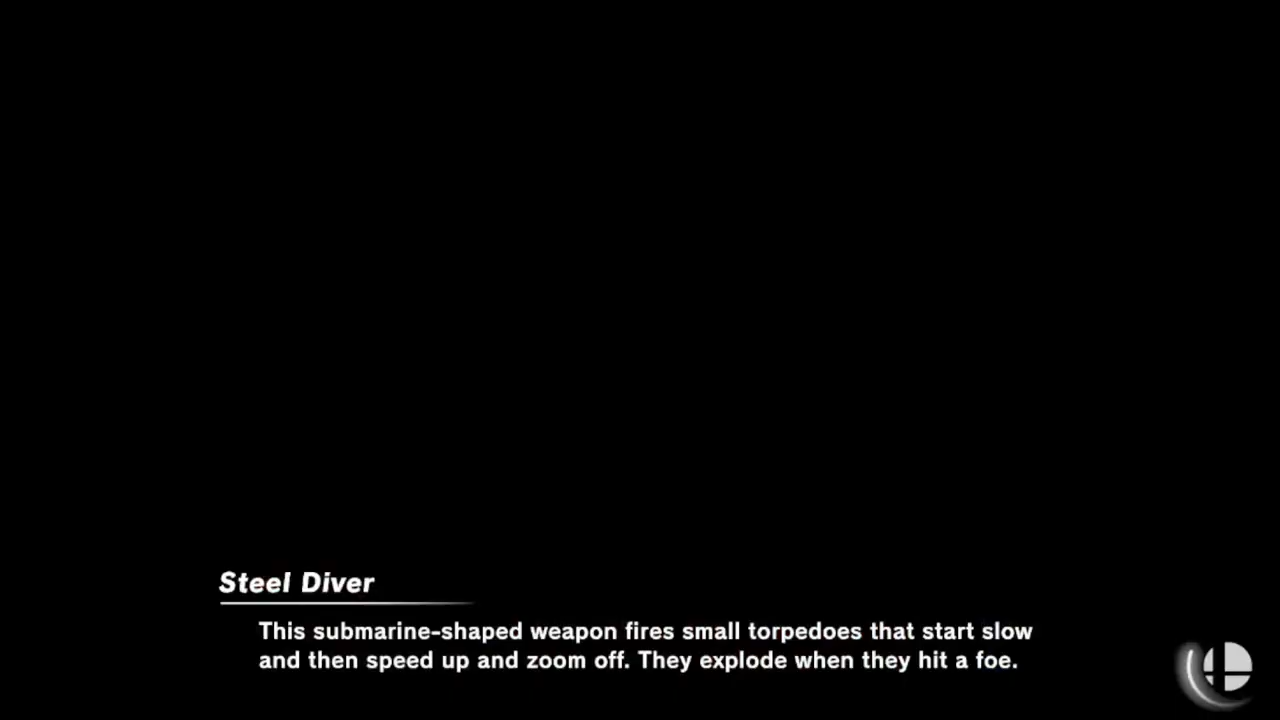 Steel Diver
This submarine-shaped weapon fires small torpedoes that start slow
and then speed up and zoom off. They explode when they hit a foe.